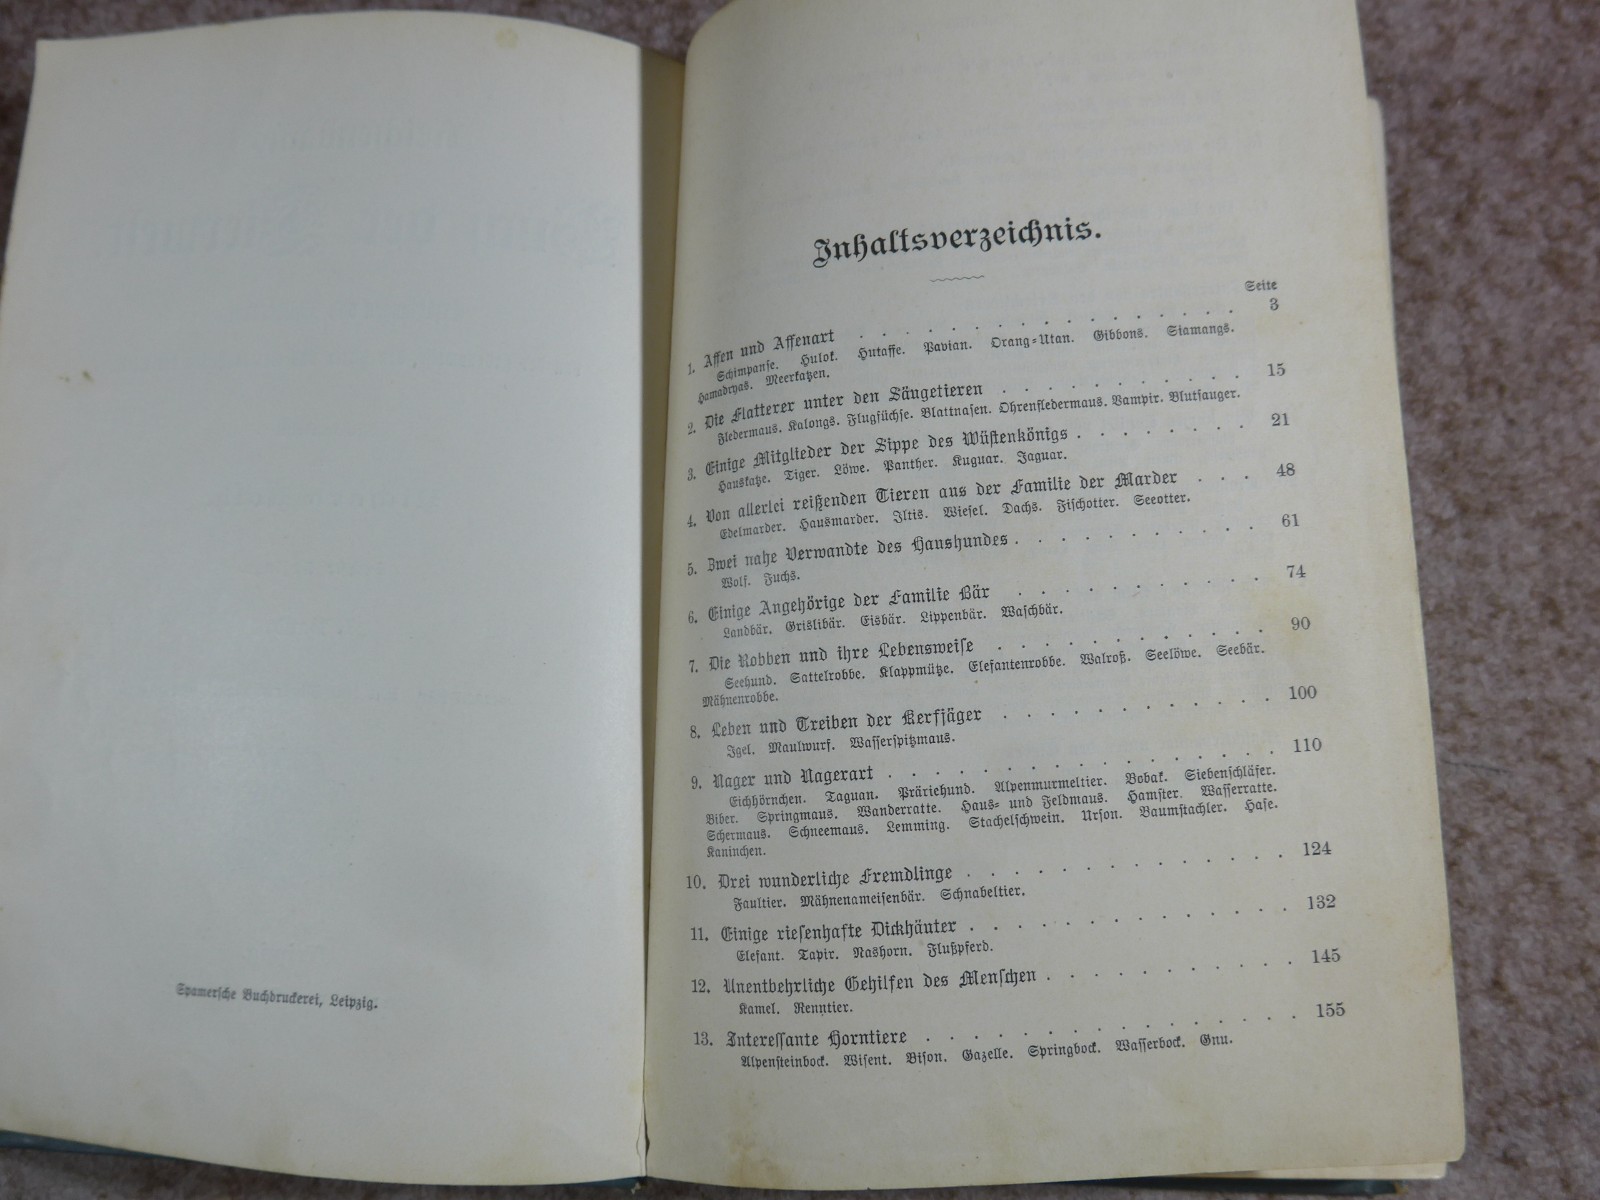 Spamersche Buchdruckerei, Leipzig.
Inhaltsverzeichnis.
Seite
1. Affen und Affenart . . . . . . . . . . . . . . . . 3
Schimpanse. Hulok. Hutaffe. Pavian. Orang-Utan. Gibbons. Siamangs.
Hamadryas. Meerkatzen.
2. Die Flatterer unter den Säugetieren . . . . . . . . . . . 15
Fledermaus. Kalongs. Flugfüchse. Blattnasen. Ohrenfledermaus. Vampir. Blutsauger.
3. Einige Mitglieder der Sippe des Wüstenkönigs . . . . . . . . 21
Hauskatze. Tiger. Löwe. Panther. Kuguar. Jaguar.
4. Von allerlei reißenden Tieren aus der Familie der Marder . . . 48
Edelmarder. Hausmarder. Iltis. Wiesel. Dachs. Fischotter. Seeotter.
5. Zwei nahe Verwandte des Haushundes . . . . . . . . . . . 61
Wolf. Fuchs.
6. Einige Angehörige der Familie Bär . . . . . . . . . . . 74
Landbär. Grislibär. Eisbär. Lippenbär. Waschbär.
7. Die Robben und ihre Lebensweise . . . . . . . . . . . . 90
Seehund. Sattelrobbe. Klappmütze. Elefantenrobbe. Walroß. Seelöwe. Seebär.
Mähnenrobbe.
8. Leben und Treiben der Kerfjäger . . . . . . . . . . . . 100
Igel. Maulwurf. Wasserspitzmaus.
9. Nager und Nagerart . . . . . . . . . . . . . . . . . 110
Eichhörnchen. Taguan. Präriehund. Alpenmurmeltier. Bobak. Siebenschläfer.
Biber. Springmaus. Wanderratte. Haus- und Feldmaus. Hamster. Wasserratte.
Schermaus. Schneemaus. Lemming. Stachelschwein. Urson. Baumstachler. Hase.
Kaninchen.
10. Drei wunderliche Fremdlinge . . . . . . . . . . . . . . 124
Faultier. Mähnenameisenbär. Schnabeltier.
11. Einige riesenhafte Dickhäuter . . . . . . . . . . . . . . 132
Elefant. Tapir. Nashorn. Flußpferd.
12. Unentbehrliche Gehilfen des Menschen . . . . . . . . . . . 145
Kamel. Renntier.
13. Interessante Horntiere . . . . . . . . . . . . . . . . 155
Alpensteinbock. Wisent. Bison. Gazelle. Springbock. Wasserbock. Gnu.